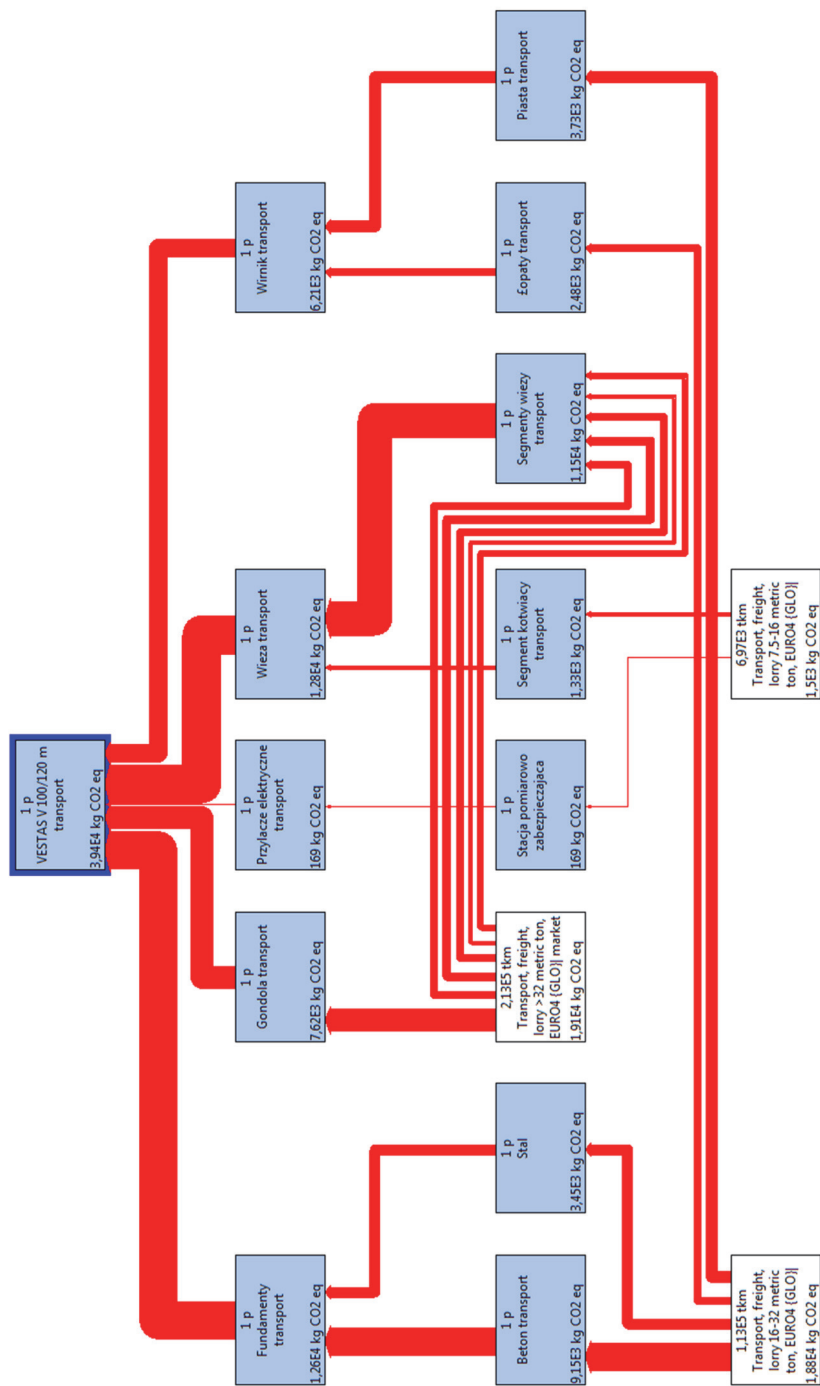 1 p
VESTAS V 100/120 m
transport
3,94E4 kg CO2 eq
1 p
Fundamenty
transport
1,26E4 kg CO2 eq
1 p
Gondola transport
7,62E3 kg CO2 eq
1 p
Przylacze elektryczne
transport
169 kg CO2 eq
1 p
Wieza transport
1,28E4 kg CO2 eq
1 p
Wirnik transport
6,21E3 kg CO2 eq
1 p
Beton transport
9,15E3 kg CO2 eq
1 p
Stal
3,45E3 kg CO2 eq
2,13E5 tkm
Transport, freight,
lorry >32 metric ton,
EURO4 {GLO}| market
1,91E4 kg CO2 eq
1 p
Stacja pomiarowo
zabezpieczajaca
169 kg CO2 eq
1 p
Segment kotwiacy
transport
1,33E3 kg CO2 eq
1 p
Segmenty wiezy
transport
1,15E4 kg CO2 eq
1 p
£opaty transport
2,48E3 kg CO2 eq
1 p
Piasta transport
3,73E3 kg CO2 eq
1,13E5 tkm
Transport, freight,
lorry 16-32 metric
ton, EURO4 {GLO}|
1,88E4 kg CO2 eq
6,97E3 tkm
Transport, freight,
lorry 7.5-16 metric
ton, EURO4 {GLO}|
1,5E3 kg CO2 eq